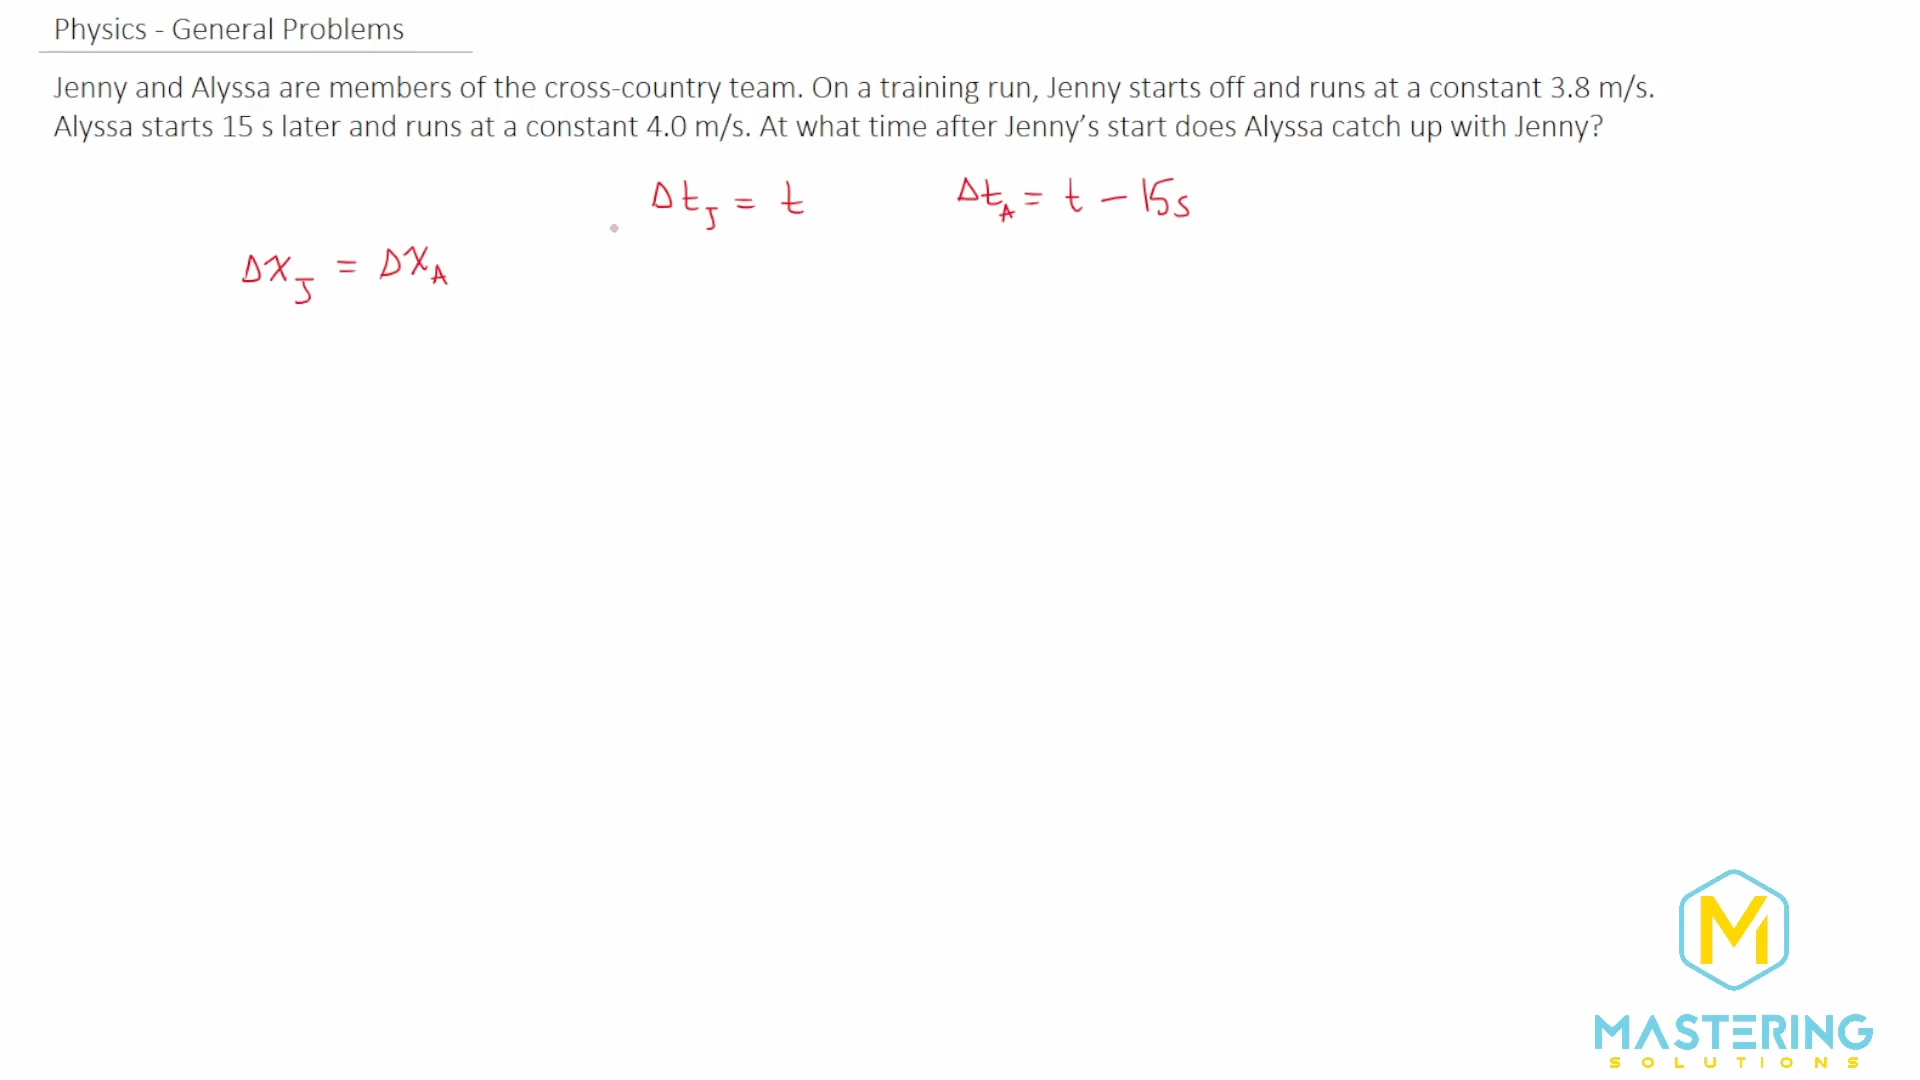 Physics - General Problems
Jenny and Alyssa are members of the cross-country team. On a training run, Jenny starts off and runs at a constant 3.8 m/s.
Alyssa starts 15 s later and runs at a constant 4.0 m/s. At what time after Jenny’s start does Alyssa catch up with Jenny?
Δt_J = t Δt_A = t - 15s
Δx_J = Δx_A
M
MASTERING
SOLUTIONS